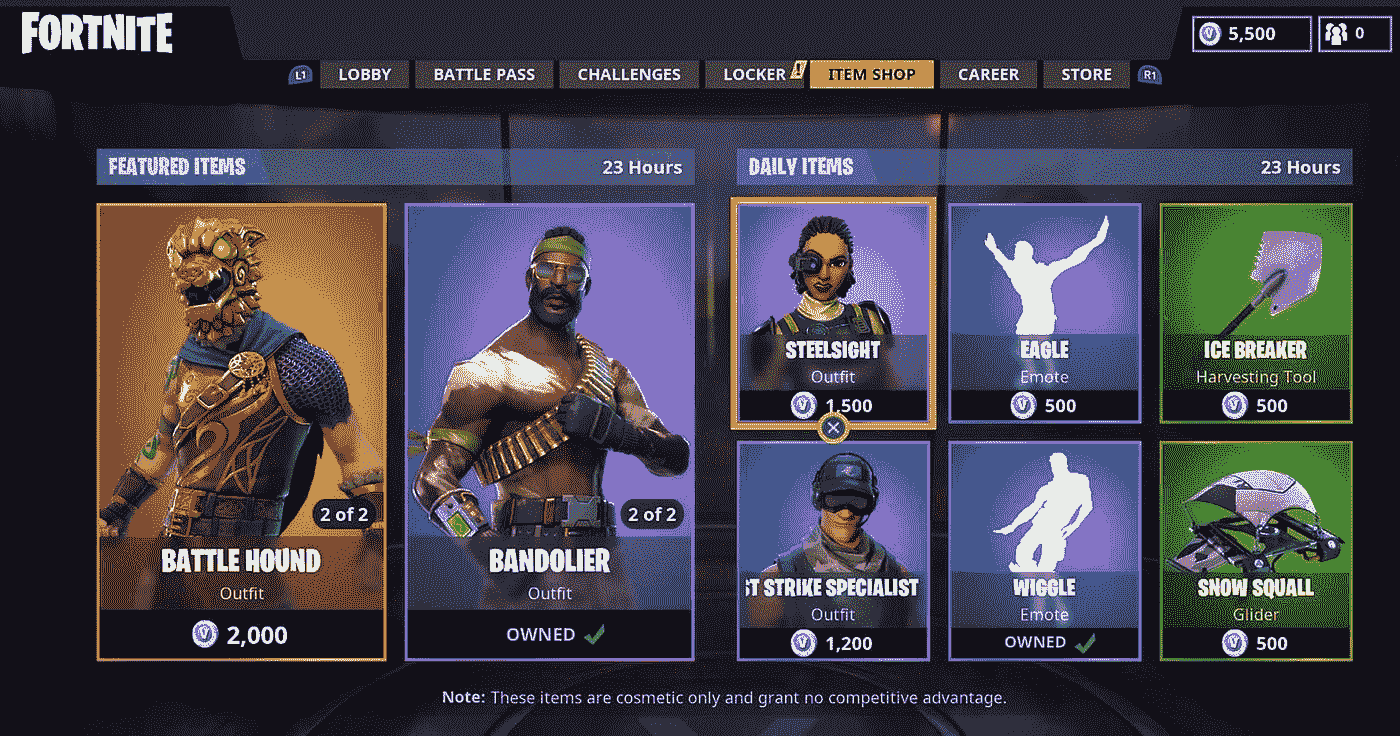 FORTNITE
5,500
0
L1
LOBBY
BATTLE PASS
CHALLENGES
LOCKER
!
ITEM SHOP
CAREER
STORE
R1
FEATURED ITEMS
23 Hours
2 of 2
BATTLE HOUND
Outfit
V 2,000
2 of 2
BANDOLIER
Outfit
OWNED
DAILY ITEMS
23 Hours
STEELSIGHT
Outfit
V 1,500
EAGLE
Emote
V 500
ICE BREAKER
Harvesting Tool
V 500
ST STRIKE SPECIALIST
Outfit
V 1,200
WIGGLE
Emote
OWNED
SNOW SQUALL
Glider
V 500
Note: These items are cosmetic only and grant no competitive advantage.